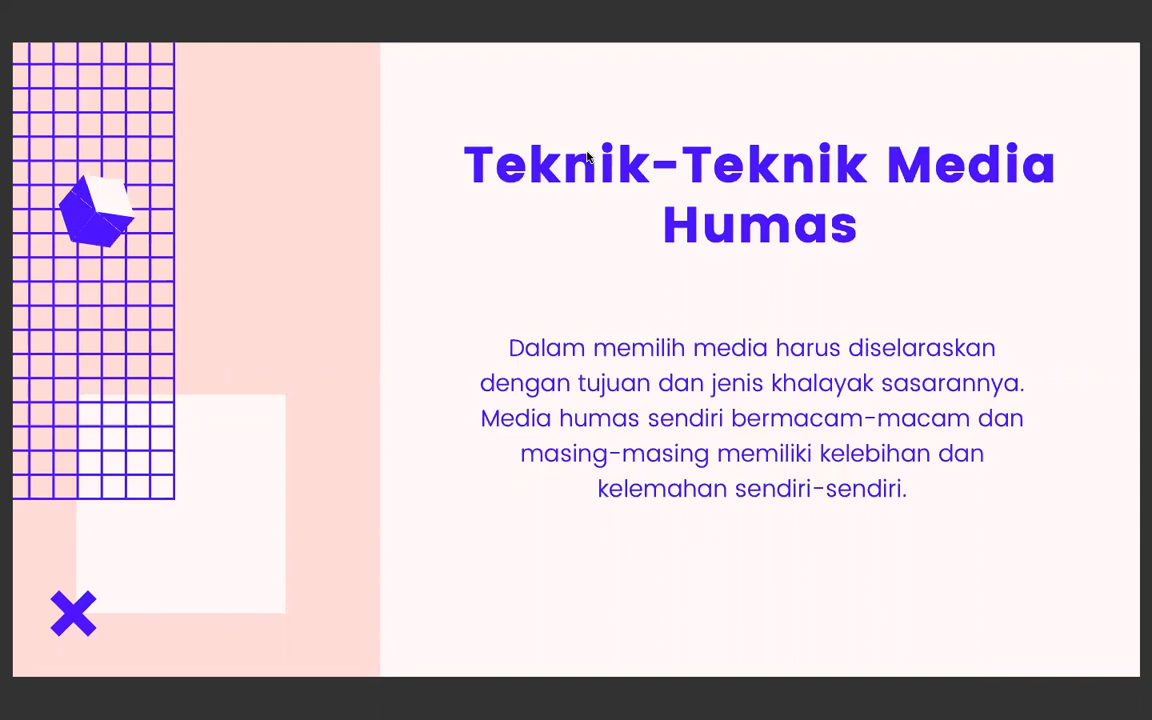 Teknik-Teknik Media
Humas
Dalam memilih media harus diselaraskan
dengan tujuan dan jenis khalayak sasarannya.
Media humas sendiri bermacam-macam dan
masing-masing memiliki kelebihan dan
kelemahan sendiri-sendiri.